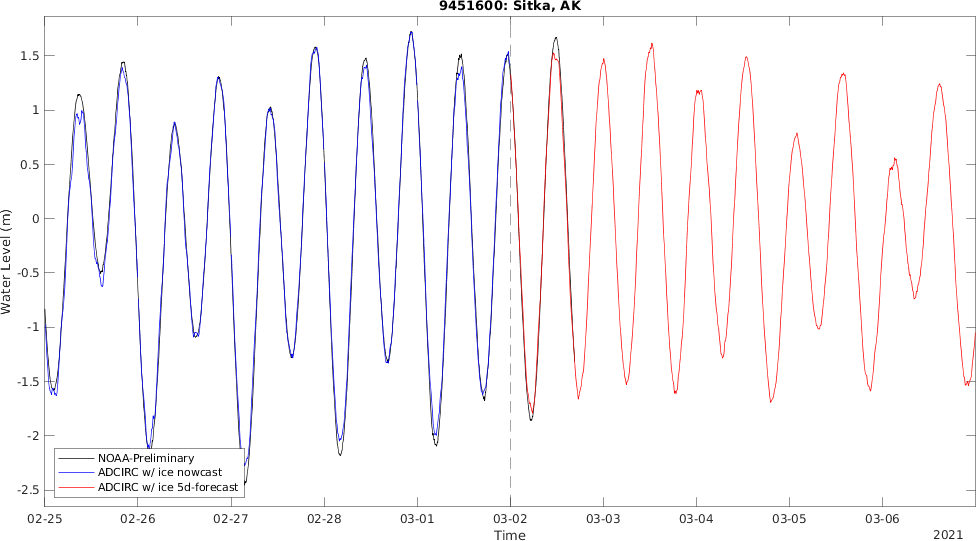 9451600: Sitka, AK
1.5
1
0.5
0
-0.5
-1
-1.5
-2
-2.5
Water Level (m)
NOAA-Preliminary
ADCIRC w/ ice nowcast
ADCIRC w/ ice 5d-forecast
02-25 02-26 02-27 02-28 03-01 03-02 03-03 03-04 03-05 03-06
Time
2021